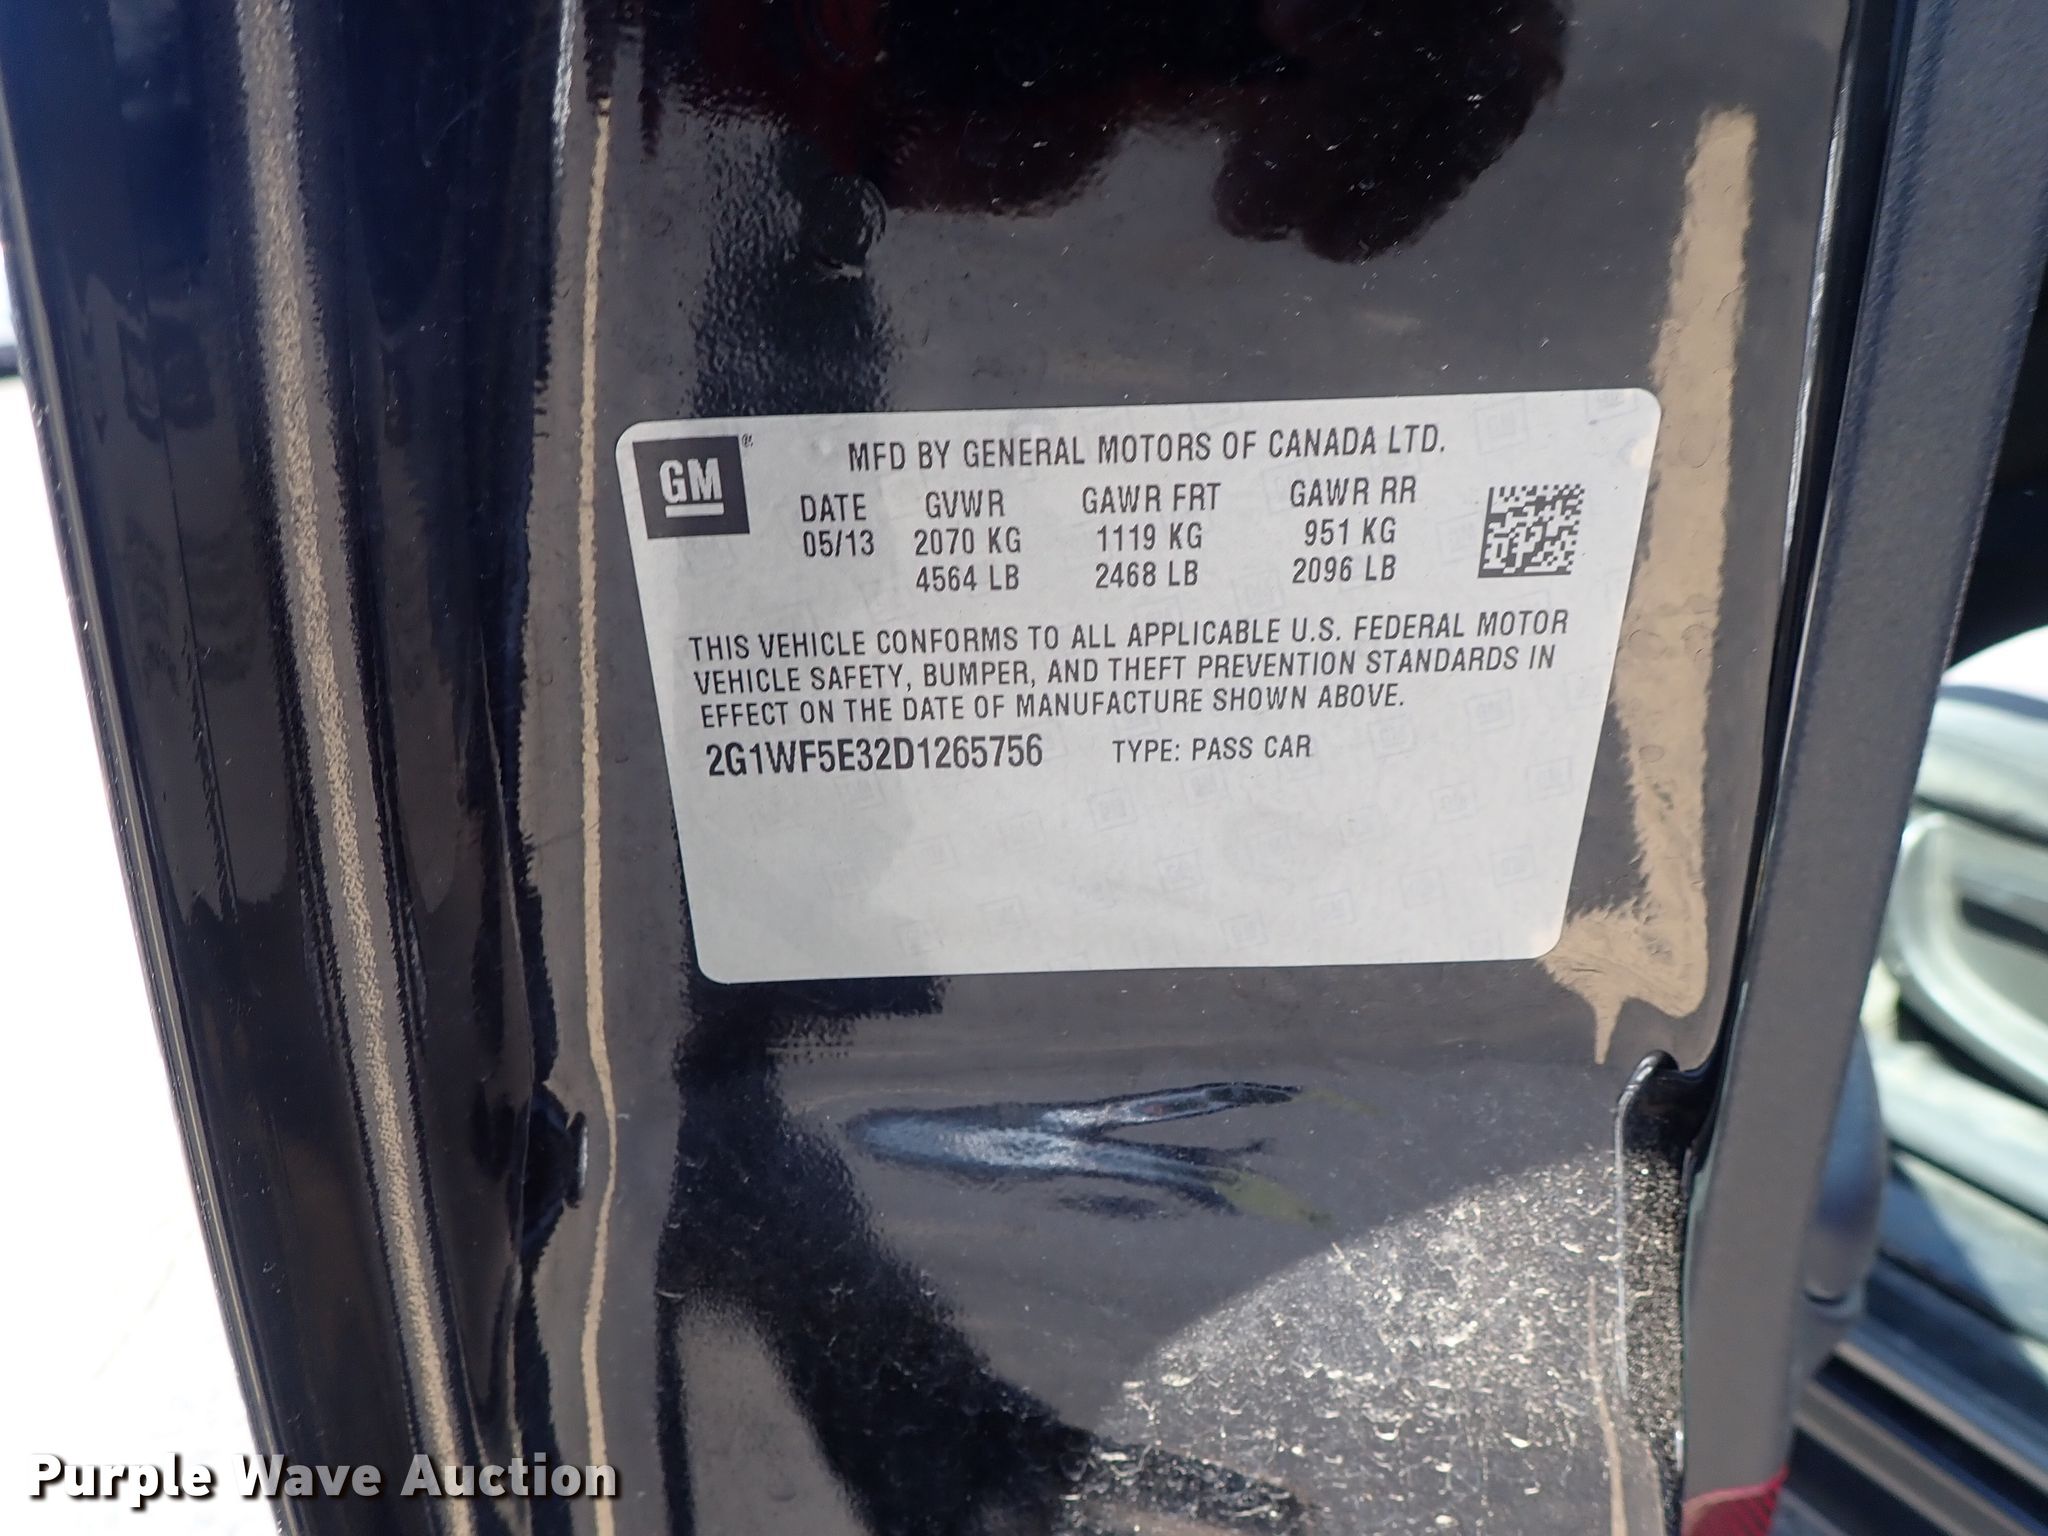 GM ®
MFD BY GENERAL MOTORS OF CANADA LTD.
DATE GVWR GAWR FRT GAWR RR
05/13 2070 KG 1119 KG 951 KG
4564 LB 2468 LB 2096 LB
THIS VEHICLE CONFORMS TO ALL APPLICABLE U.S. FEDERAL MOTOR
VEHICLE SAFETY, BUMPER, AND THEFT PREVENTION STANDARDS IN
EFFECT ON THE DATE OF MANUFACTURE SHOWN ABOVE.
2G1WF5E32D1265756 TYPE: PASS CAR
Purple Wave Auction